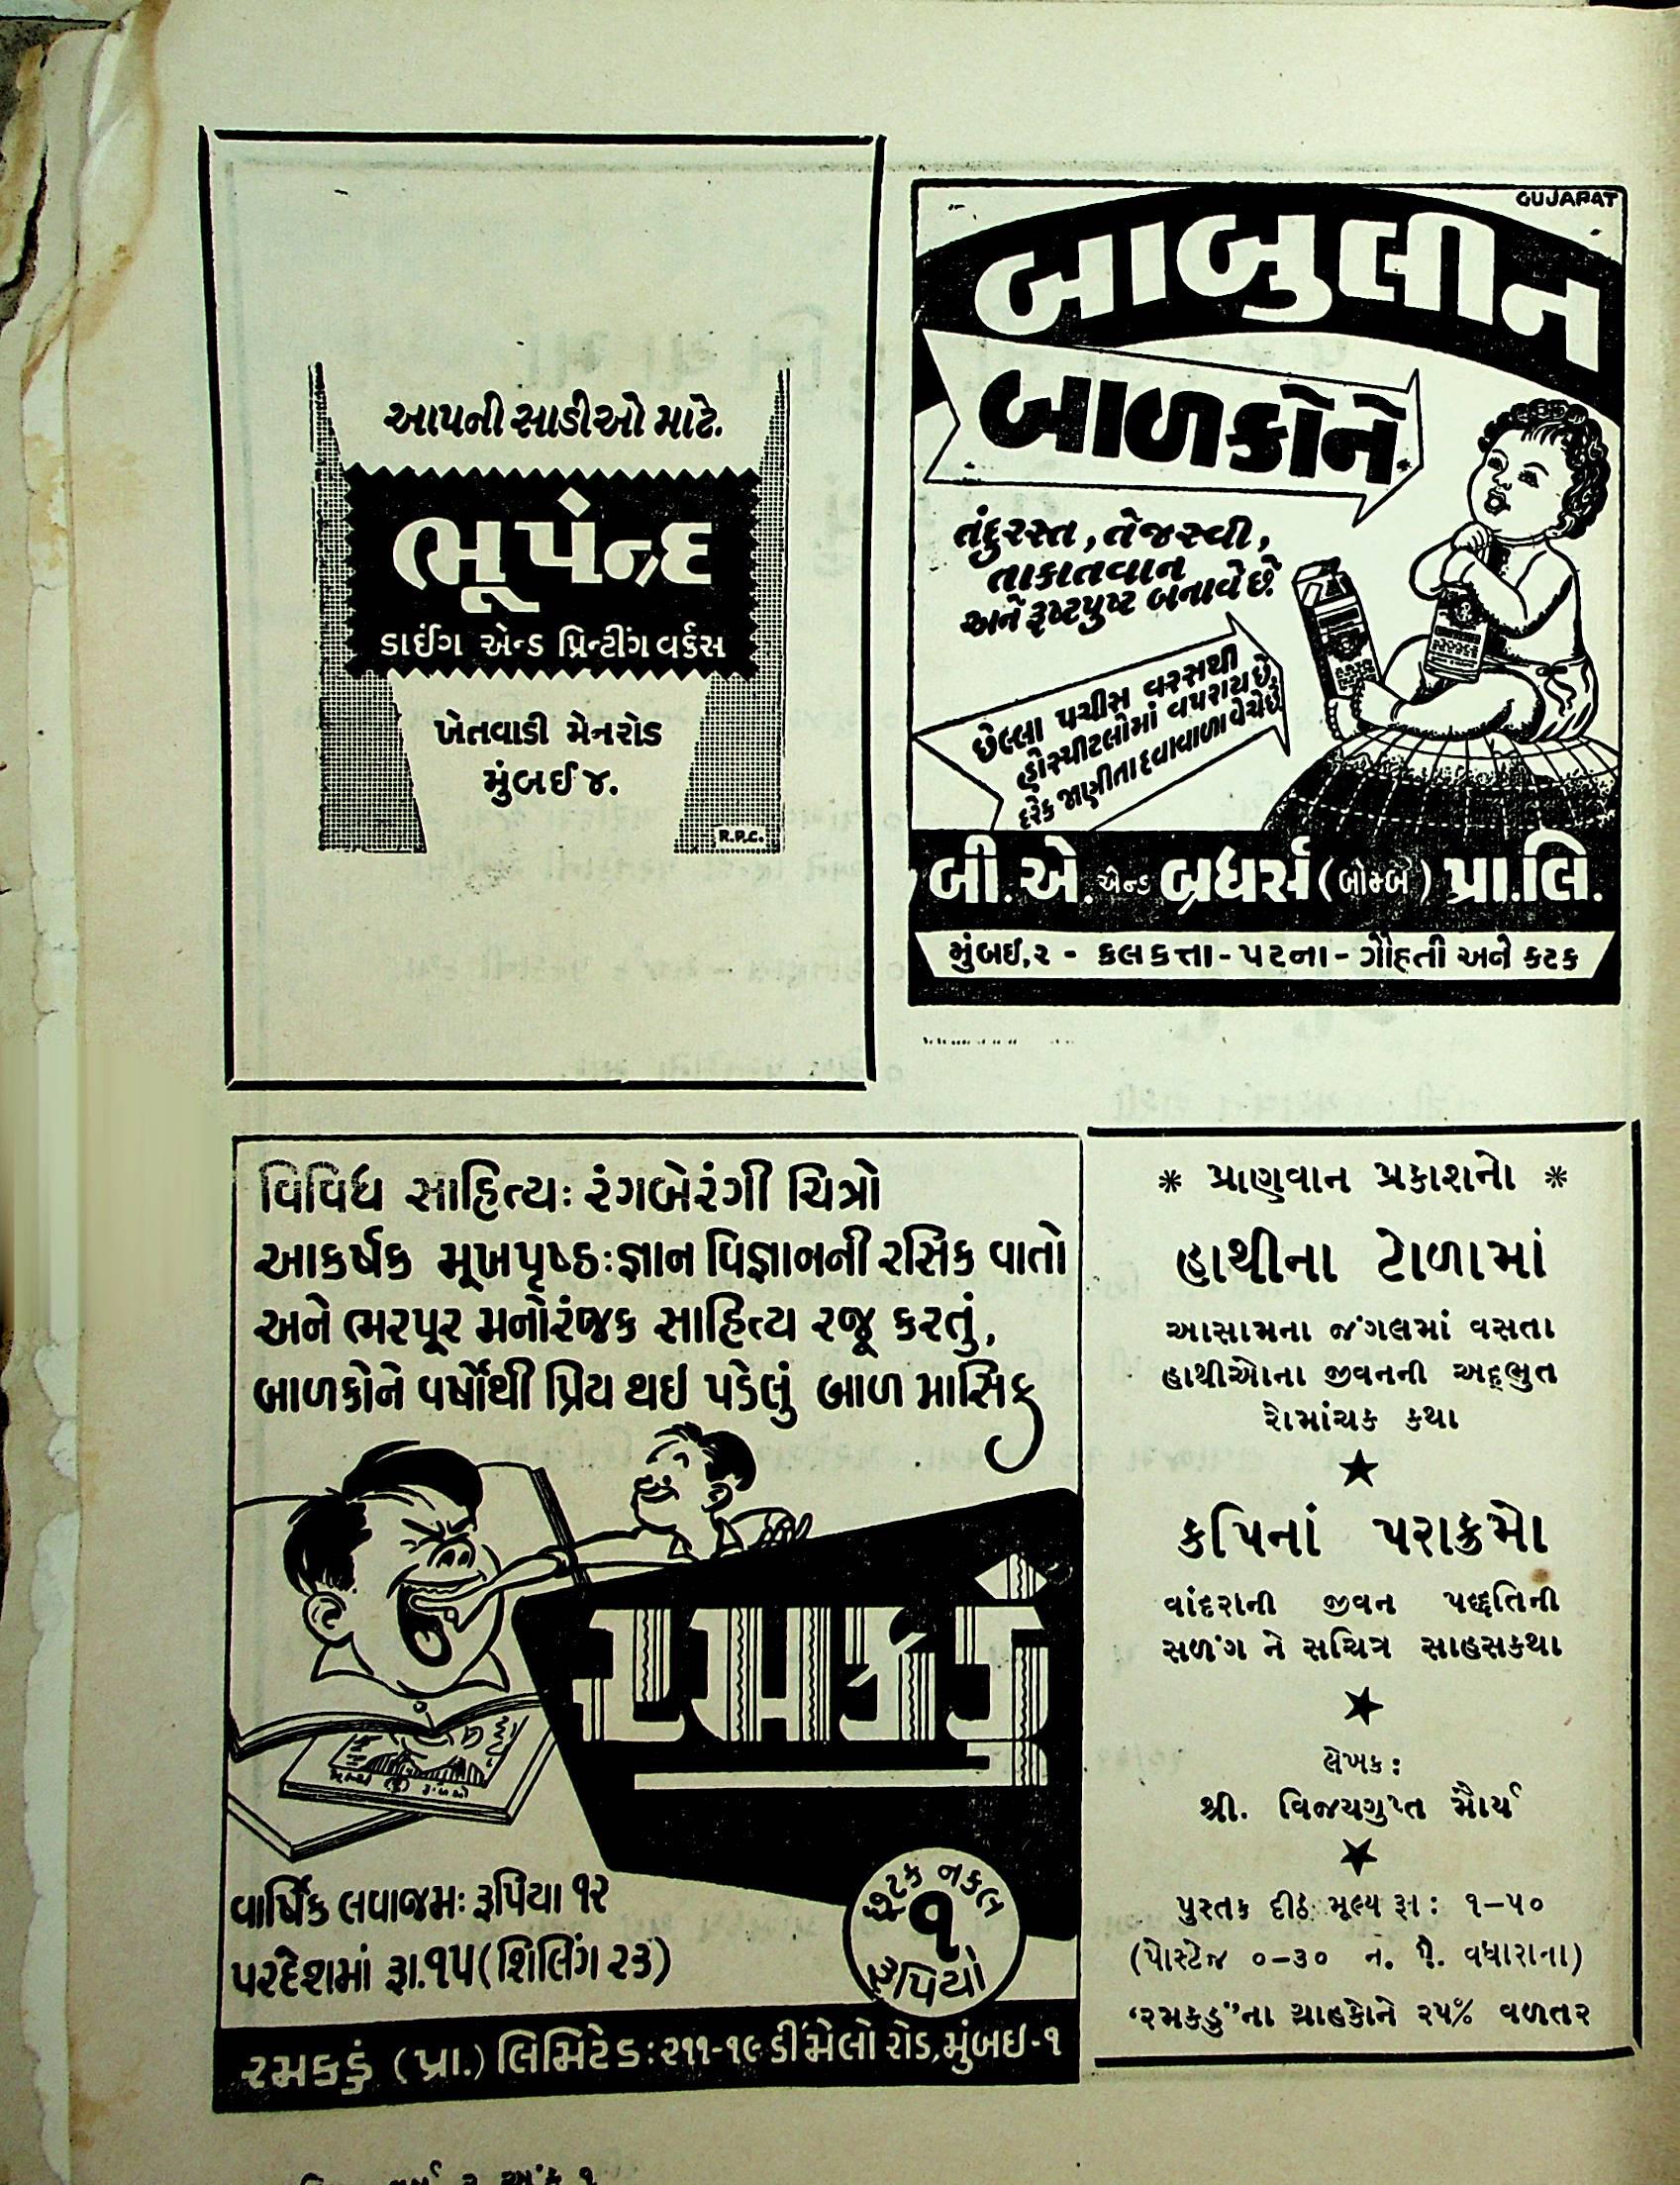 આપની સાડીઓ માટે.
ભૂપેન્દ્ર
ડાઈંગ એન્ડ પ્રિન્ટીંગ વર્કસ
ખેતવાડી મેનરોડ
મુંબઈ ૪.
R.P.C.
GUJARAT
બાબુલીન
બાળકોને
તંદુરસ્ત, તેજસ્વી,
તાકાતવાન
અને રૂષ્ટપુષ્ટ બનાવે છે.
છેલ્લા પચીસ વરસથી
હોસ્પીટલોમાં વપરાય છે.
દરેક જાણીતા દવાવાળા વેચે છે.
બી. એ. એન્ડ બ્રધર્સ (બોમ્બે) પ્રા.લિ.
મુંબઇ,૨ - કલકત્તા - પટના - ગૌહતી અને કટક
વિવિધ સાહિત્ય: રંગબેરંગી ચિત્રો
આકર્ષક મૂખપૃષ્ઠ: જ્ઞાન વિજ્ઞાનની રસિક વાતો
અને ભરપૂર મનોરંજક સાહિત્ય રજૂ કરતું,
બાળકોને વર્ષોથી પ્રિય થઇ પડેલું બાળ માસિક
રમકડું
વાર્ષિક લવાજમ: રૂપિયા ૧૨
પરદેશમાં રૂા.૧૫ (શિલિંગ ૨૩)
છુટક નકલ
૧
રૂપિયો
રમકડું (પ્રા.) લિમિટેડ: ૨૧૧-૧૯ ડી'મેલો રોડ, મુંબઇ-૧
* પ્રાણવાન પ્રકાશનો *
હાથીના ટોળામાં
આસામના જંગલમાં વસતા
હાથીઓના જીવનની અદ્ભુત
રોમાંચક કથા
★
કપિનાં પરાક્રમો
વાંદરાની જીવન પધ્ધતિની
સળંગ ને સચિત્ર સાહસકથા
★
લેખક:
શ્રી. વિજયગુપ્ત મૌર્ય
★
પુસ્તક દીઠ મૂલ્ય રૂા: ૧-૫૦
(પોસ્ટેજ ૦-૩૦ ન. પૈ. વધારાના)
‘રમકડુ”ના ગ્રાહકોને ૨૫% વળતર